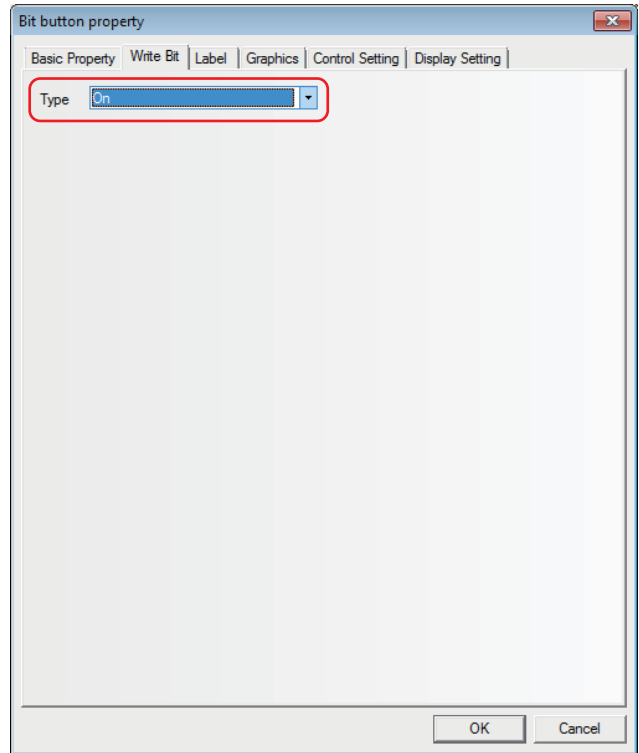 Bit button property
Basic Property Write Bit Label Graphics Control Setting Display Setting
Type On
OK Cancel